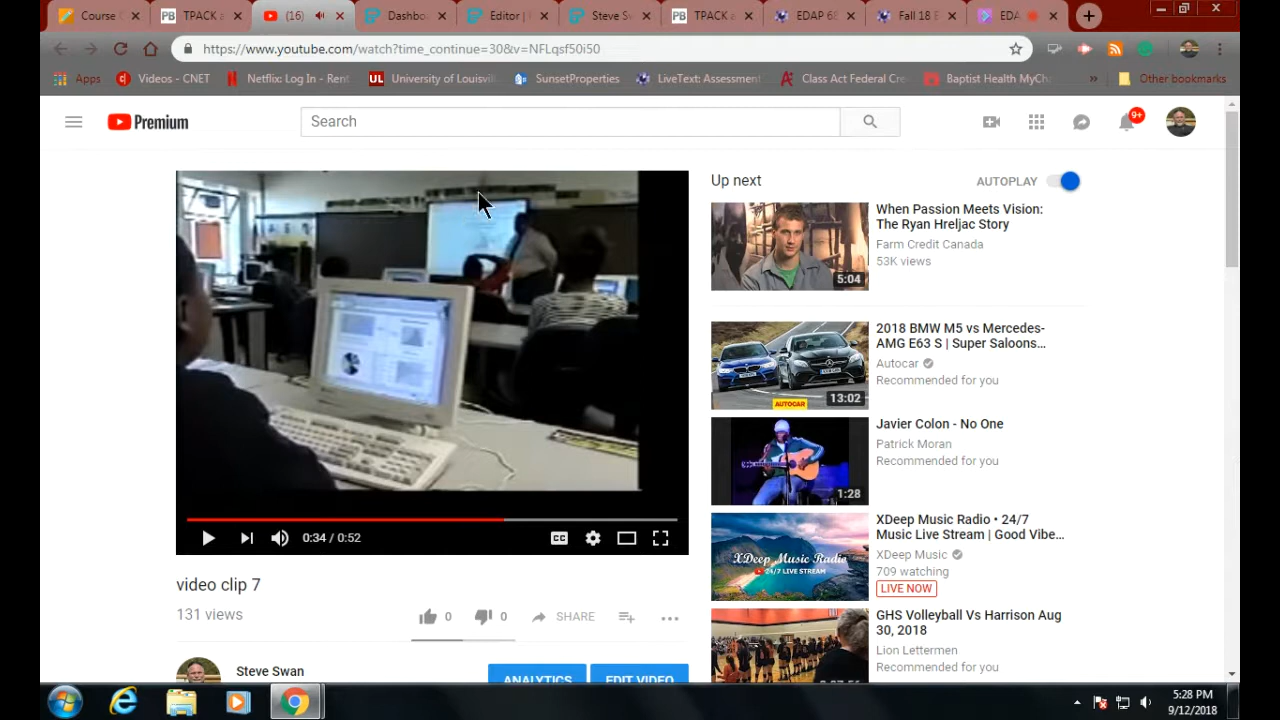 Course
TPACK a
(16)
Dashbo
Editor |
Steve S
TPACK a
EDAP 68
Fall 18 E
EDA
https://www.youtube.com/watch?time_continue=30&v=NFLqsf50i50
Apps
Videos - CNET
Netflix: Log In - Rent
UL
University of Louisvil
SunsetProperties
LiveText: Assessment
Class Act Federal Cre
Baptist Health MyCha
»
Other bookmarks
Premium
Search
9+
Up next
AUTOPLAY
When Passion Meets Vision:
The Ryan Hreljac Story
Farm Credit Canada
53K views
5:04
2018 BMW M5 vs Mercedes-
AMG E63 S | Super Saloons...
Autocar
Recommended for you
AUTOCAR
13:02
Javier Colon - No One
Patrick Moran
Recommended for you
1:28
XDeep Music • 24/7
Music Live Stream | Good Vibe...
XDeep Music
709 watching
LIVE NOW
XDeep Music Radio
24/7 LIVE STREAM
GHS Volleyball Vs Harrison Aug
30, 2018
Lion Lettermen
Recommended for you
0:34 / 0:52
CC
video clip 7
131 views
0
0
SHARE
Steve Swan
ANALYTICS
EDIT VIDEO
5:28 PM
9/12/2018